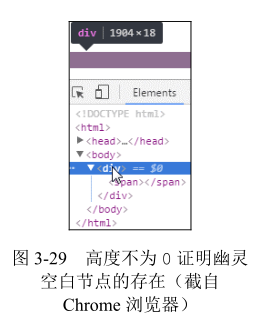 div 1904×18
Elements
<!DOCTYPE html>
<html>
▶<head>…</head>
▼<body>
… ▼<div> == $0
<span></span>
</div>
</body>
</html>
图 3-29 高度不为 0 证明幽灵
空白节点的存在（截自
Chrome 浏览器）